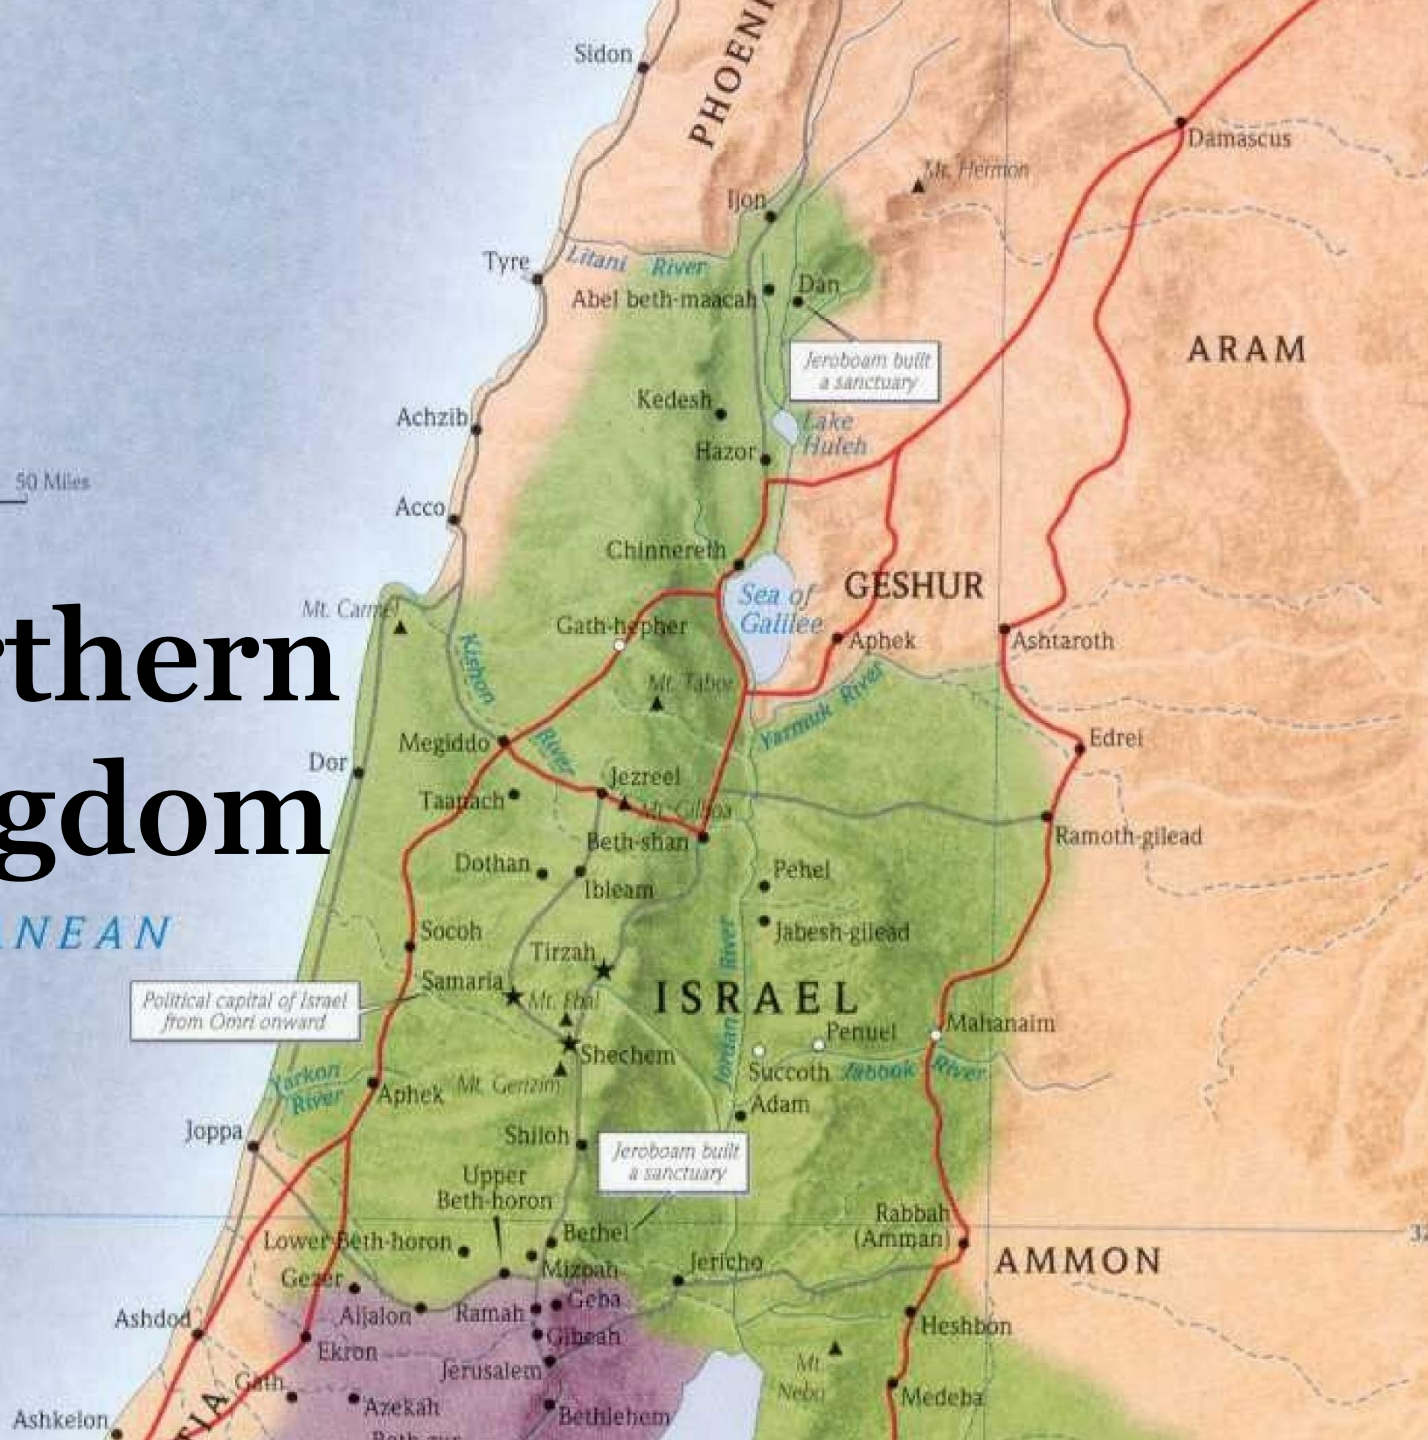 Sidon
PHOENI
Damascus
Mt. Hermon
Ijon
Tyre
Litani River
Dan
Abel beth-maacah
ARAM
Jeroboam built
a sanctuary
Kedesh
Achzib
Lake
Huleh
Hazor
50 Miles
Acco
Chinnereth
GESHUR
Sea of
Galilee
Mt. Carmel
Gath-hepher
Aphek
Ashtaroth
rthern
Kishon
River
Mt. Tabor
Yarmuk River
Edrei
Megiddo
Dor
Jezreel
Taanach
Mt. Gilboa
gdom
Beth-shan
Ramoth-gilead
Dothan
Pehel
Ibleam
ANEAN
Socoh
Jabesh-gilead
Tirzah
Jordan River
Samaria
ISRAEL
Political capital of Israel
from Omri onward
Mt. Ebal
Penuel
Mahanaim
Shechem
Succoth
Jabbok River
Yarkon
River
Mt. Gerizim
Aphek
Adam
Joppa
Shiloh
Jeroboam built
a sanctuary
Upper
Beth-horon
Rabbah
(Amman)
Bethel
32
Lower Beth-horon
AMMON
Mizpah
Jericho
Gezer
Geba
Ashdod
Aijalon
Ramah
Heshbon
Gibeah
Ekron
Jerusalem
Mt.
Nebo
Gath
Azekah
Medeba
TIA
Ashkelon
Bethlehem